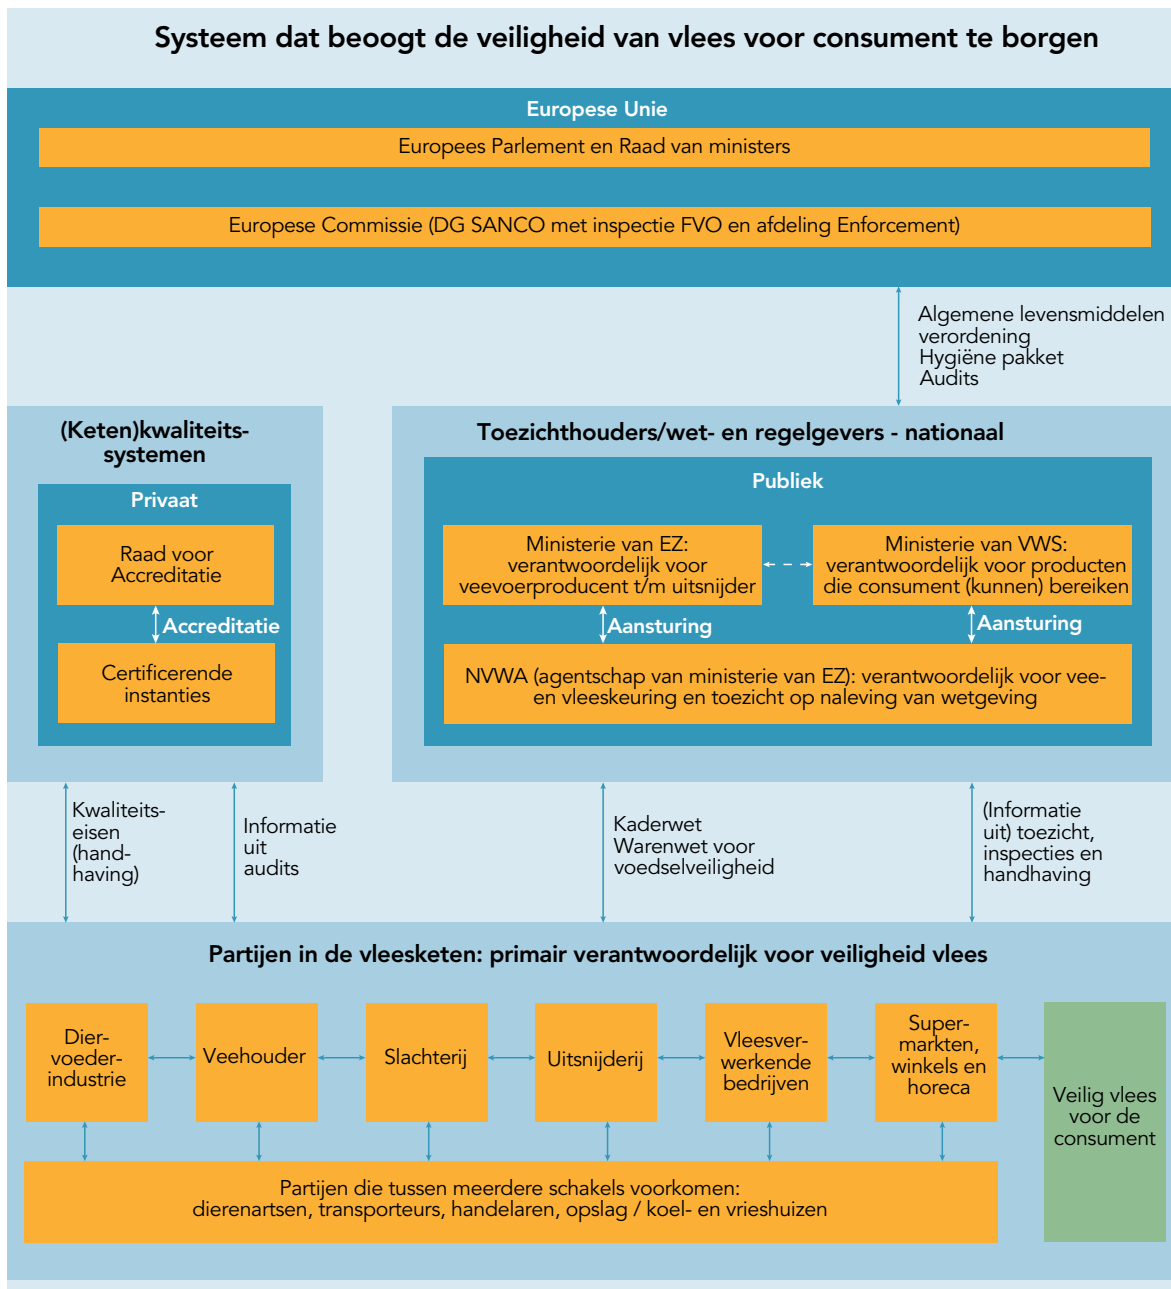 Systeem dat beoogt de veiligheid van vlees voor consument te borgen
Europese Unie
Europees Parlement en Raad van ministers
Europese Commissie (DG SANCO met inspectie FVO en afdeling Enforcement)
Algemene levensmiddelen
verordening
Hygiëne pakket
Audits
(Keten)kwaliteits-
systemen
Privaat
Raad voor
Accreditatie
Accreditatie
Certificerende
instanties
Toezichthouders/wet- en regelgevers - nationaal
Publiek
Ministerie van EZ:
verantwoordelijk voor
veevoerproducent t/m uitsnijder
Ministerie van VWS:
verantwoordelijk voor producten
die consument (kunnen) bereiken
Aansturing
Aansturing
NVWA (agentschap van ministerie van EZ): verantwoordelijk voor vee-
en vleeskeuring en toezicht op naleving van wetgeving
Kwaliteits-
eisen
(hand-
having)
Informatie
uit
audits
Kaderwet
Warenwet voor
voedselveiligheid
(Informatie
uit) toezicht,
inspecties en
handhaving
Partijen in de vleesketen: primair verantwoordelijk voor veiligheid vlees
Dier-
voeder-
industrie
Veehouder
Slachterij
Uitsnijderij
Vleesver-
werkende
bedrijven
Super-
markten,
winkels en
horeca
Veilig vlees
voor de
consument
Partijen die tussen meerdere schakels voorkomen:
dierenartsen, transporteurs, handelaren, opslag / koel- en vrieshuizen